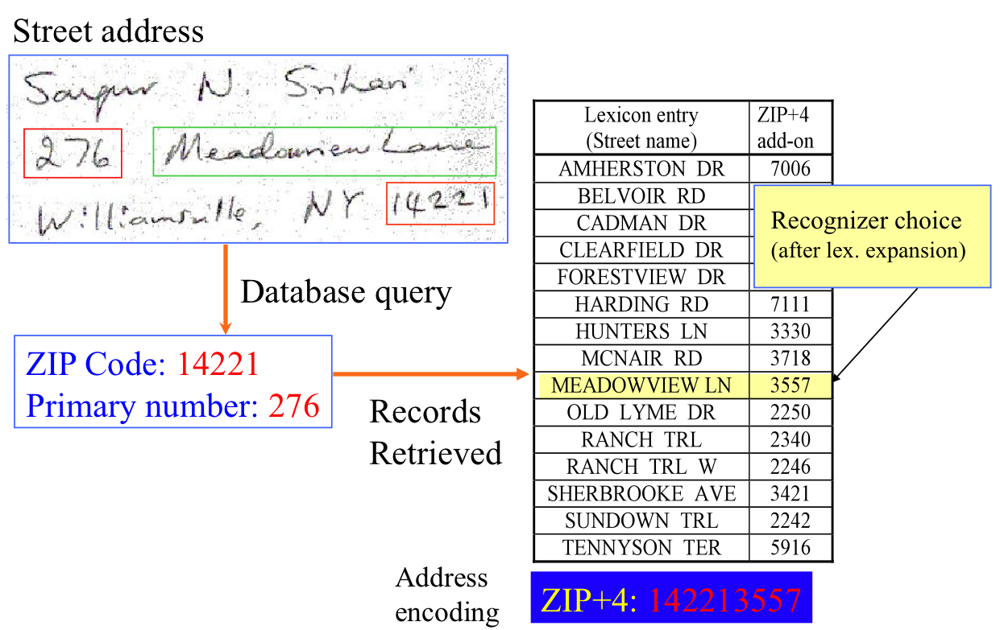 Street address
Sargur N. Srihari
276 Meadowview Lane
Williamsville, NY 14221
Database query
ZIP Code: 14221
Primary number: 276
Records
Retrieved
Lexicon entry
(Street name)
ZIP+4
add-on
AMHERSTON DR 7006
BELVOIR RD
CADMAN DR
CLEARFIELD DR
FORESTVIEW DR
HARDING RD 7111
HUNTERS LN 3330
MCNAIR RD 3718
MEADOWVIEW LN 3557
OLD LYME DR 2250
RANCH TRL 2340
RANCH TRL W 2246
SHERBROOKE AVE 3421
SUNDOWN TRL 2242
TENNYSON TER 5916
Recognizer choice
(after lex. expansion)
Address
encoding
ZIP+4: 142213557